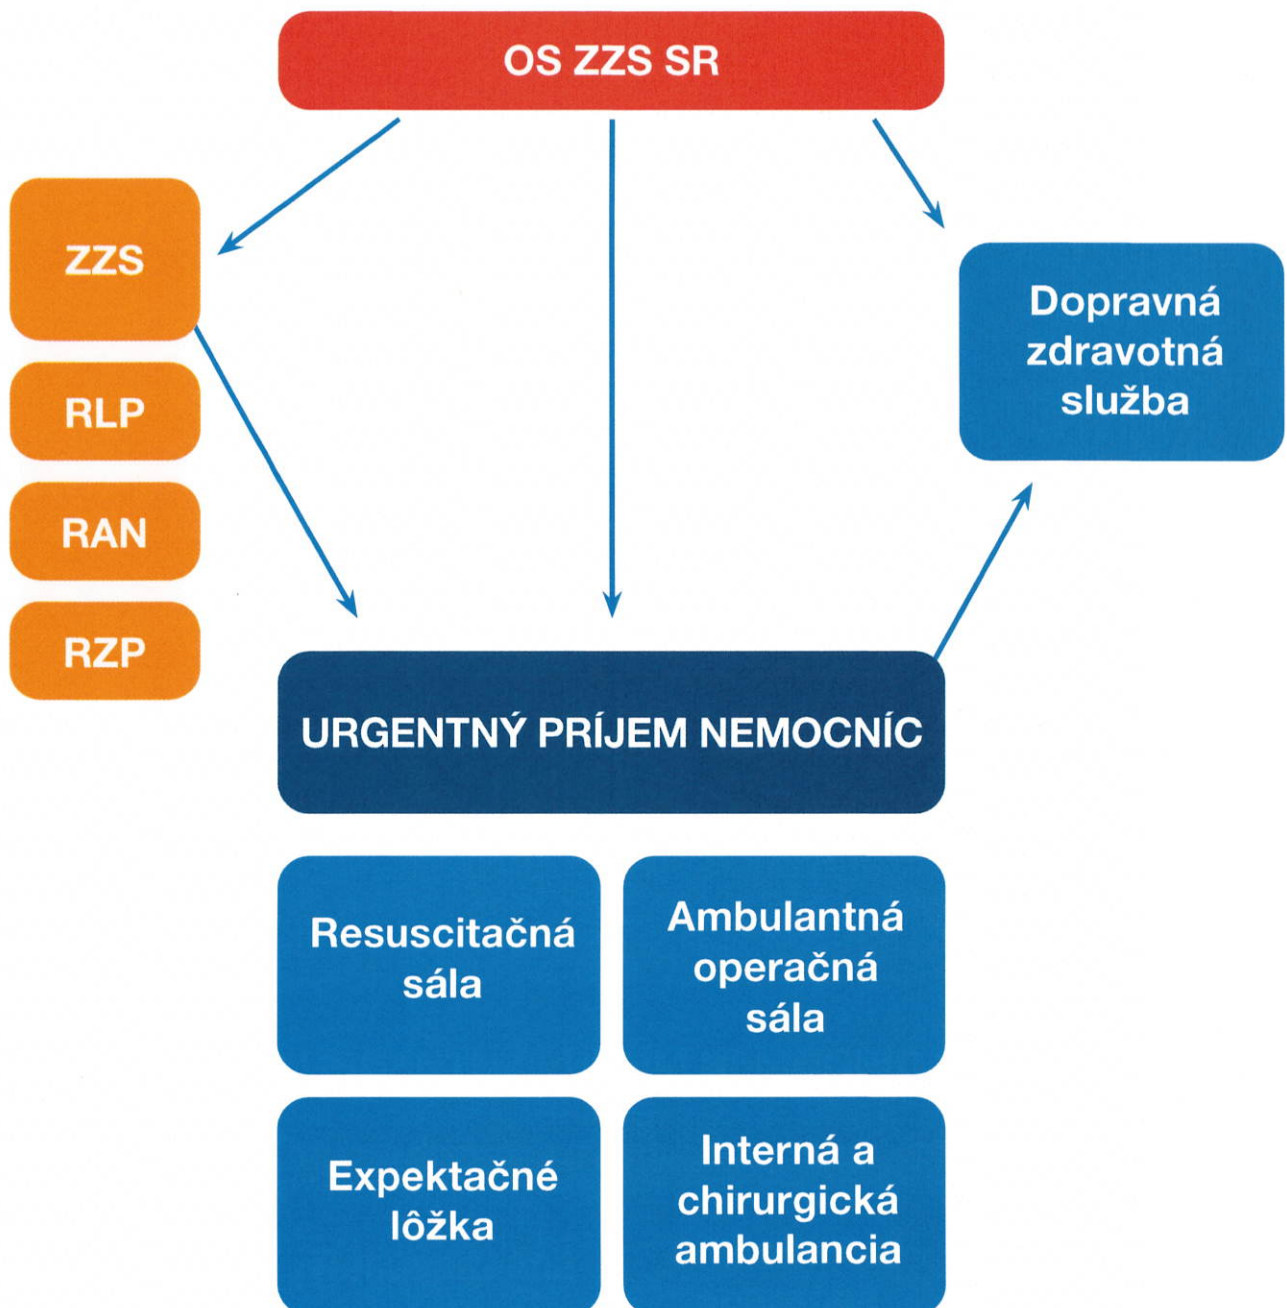 OS ZZS SR
ZZS
RLP
RAN
RZP
Dopravná
zdravotná
služba
URGENTNÝ PRÍJEM NEMOCNÍC
Resuscitačná
sála
Ambulantná
operačná
sála
Expektačné
lôžka
Interná a
chirurgická
ambulancia